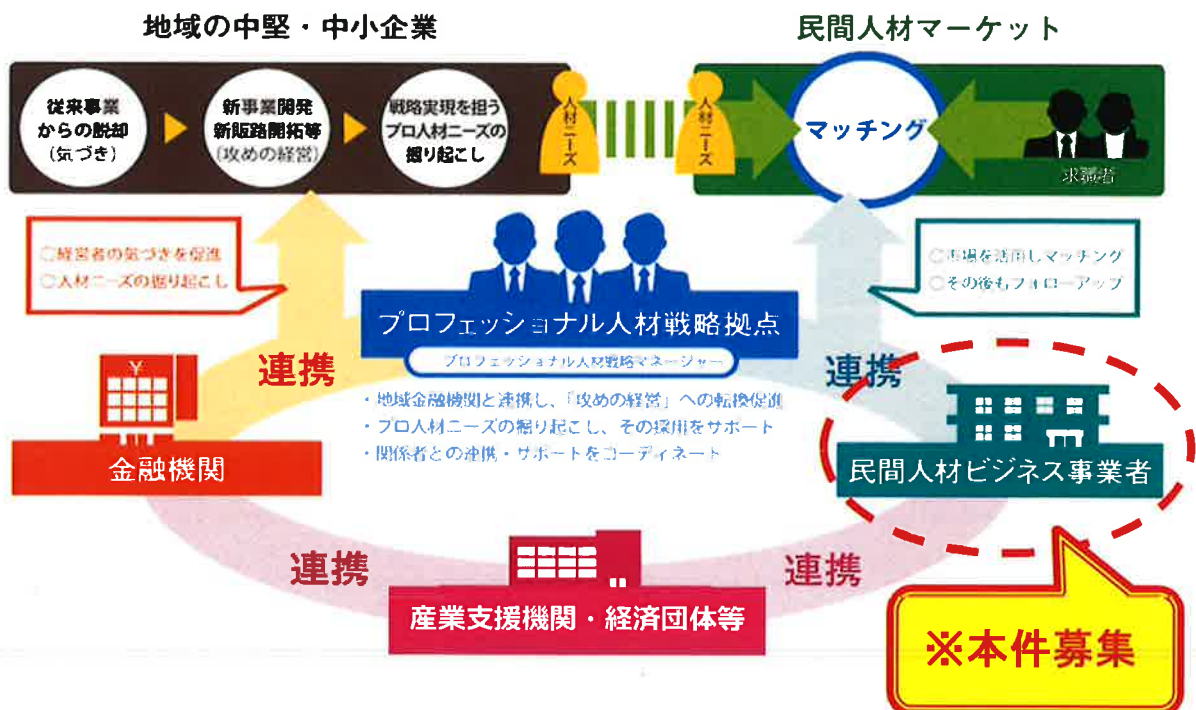 地域の中堅・中小企業
民間人材マーケット
従来事業
からの脱却
(気づき)
新事業開発
新販路開拓等
(攻めの経営)
戦略実現を担う
プロ人材ニーズの
掘り起こし
人材ニーズ
人材ニーズ
マッチング
求職者
○経営者の気づきを促進
○人材ニーズの掘り起こし
○市場を活用しマッチング
○その後もフォローアップ
プロフェッショナル人材戦略拠点
プロフェッショナル人材戦略マネージャー
連携
連携
・地域金融機関と連携し、「攻めの経営」への転換促進
・プロ人材ニーズの掘り起こし、その採用をサポート
・関係者との連携・サポートをコーディネート
¥
金融機関
民間人材ビジネス事業者
連携
連携
産業支援機関・経済団体等
※本件募集